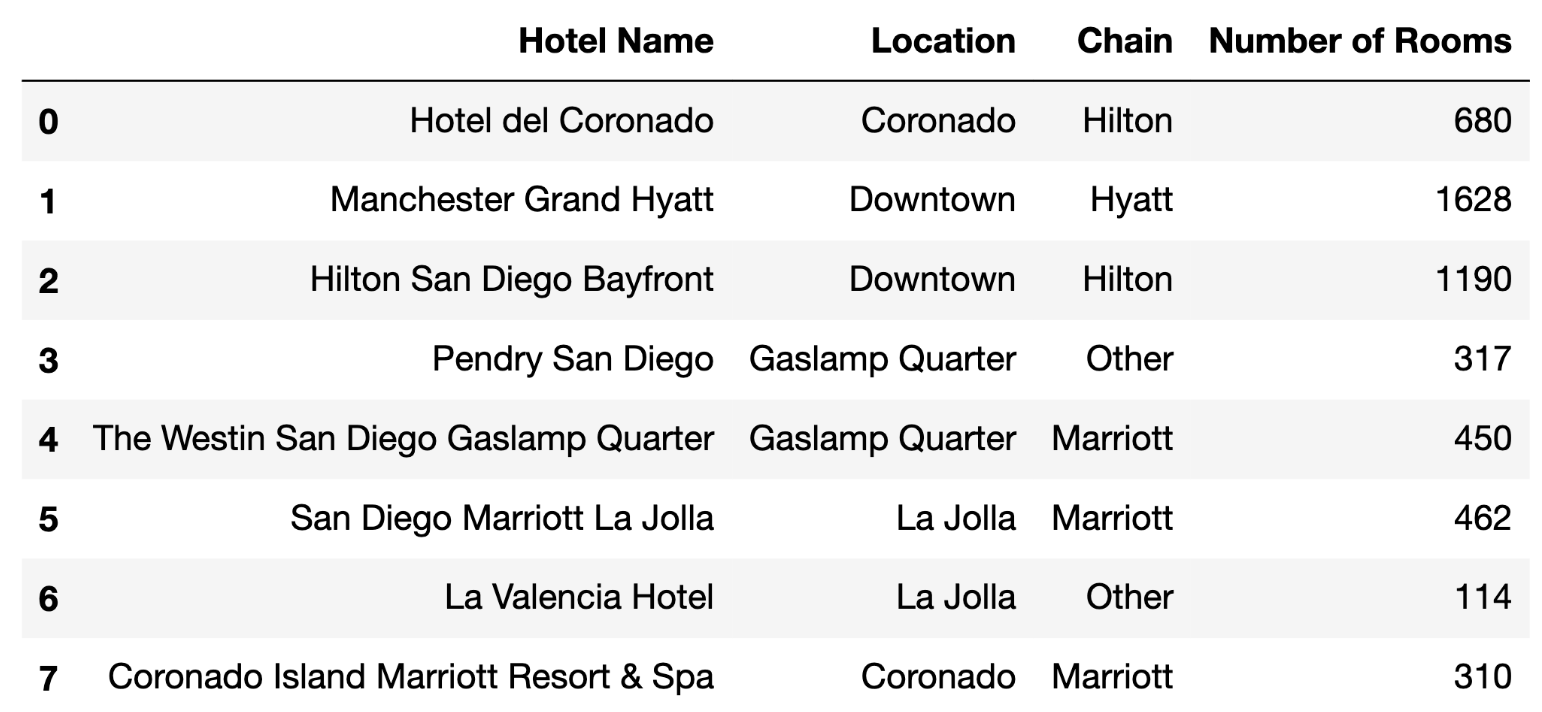 Hotel Name Location Chain Number of Rooms
0 Hotel del Coronado Coronado Hilton 680
1 Manchester Grand Hyatt Downtown Hyatt 1628
2 Hilton San Diego Bayfront Downtown Hilton 1190
3 Pendry San Diego Gaslamp Quarter Other 317
4 The Westin San Diego Gaslamp Quarter Gaslamp Quarter Marriott 450
5 San Diego Marriott La Jolla La Jolla Marriott 462
6 La Valencia Hotel La Jolla Other 114
7 Coronado Island Marriott Resort & Spa Coronado Marriott 310